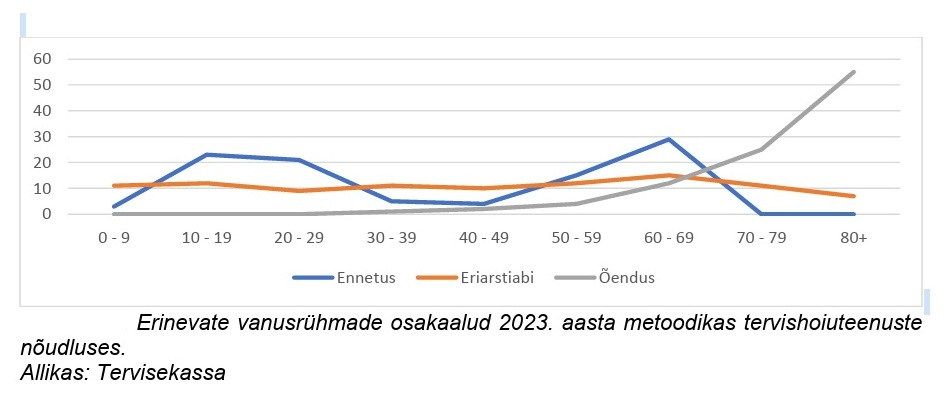 60
50
40
30
20
10
0
0 - 9 10 - 19 20 - 29 30 - 39 40 - 49 50 - 59 60 - 69 70 - 79 80+
Ennetus Eriarstiabi Õendus
Erinevate vanusrühmade osakaalud 2023. aasta metoodikas tervishoiuteenuste
nõudluses.
Allikas: Tervisekassa